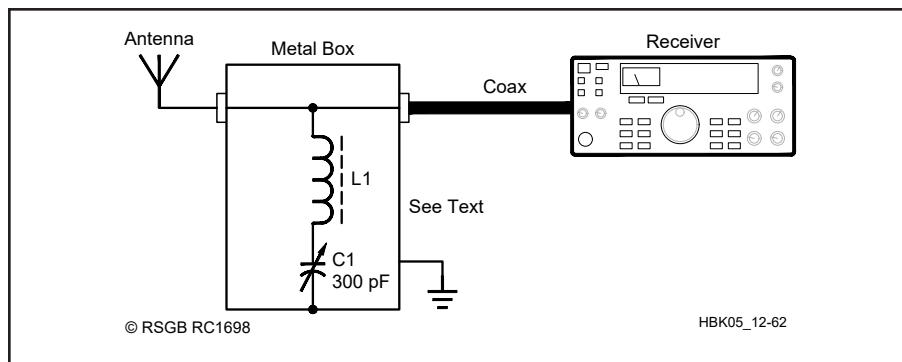 Antenna
Metal Box
Receiver
Coax
L1
See Text
C1
300 pF
© RSGB RC1698
HBK05_12-62